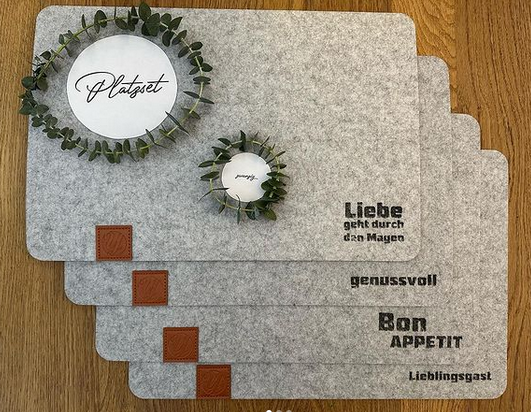 Platzset
Liebe
geht durch
den Magen
genussvoll
Bon
APPETIT
Lieblingsgast